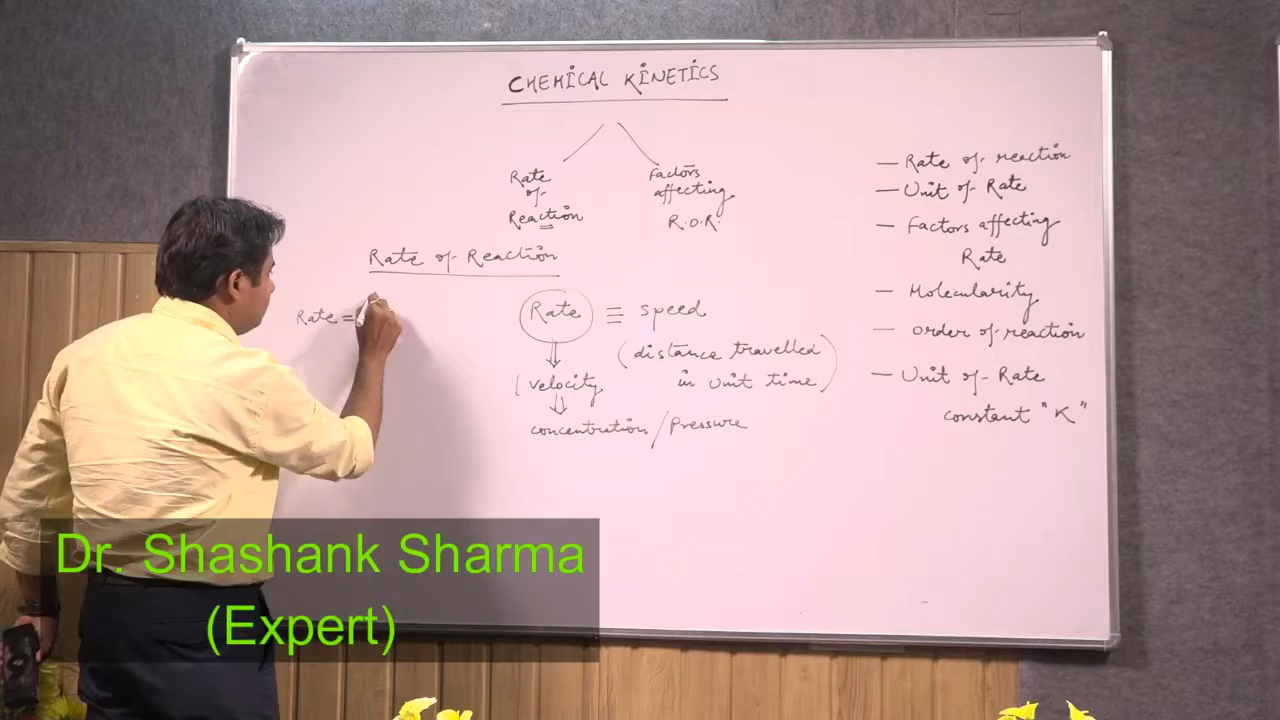 CHEMICAL KINETICS
Rate
of
Reaction
Factors
affecting
R.O.R.
Rate of Reaction
Rate =
Rate ≡ speed
(distance travelled
in unit time)
velocity
concentration / Pressure
— Rate of reaction
— Unit of Rate
— Factors affecting
Rate
— Molecularity
— order of reaction
— Unit of Rate
constant "K"
Dr. Shashank Sharma
(Expert)